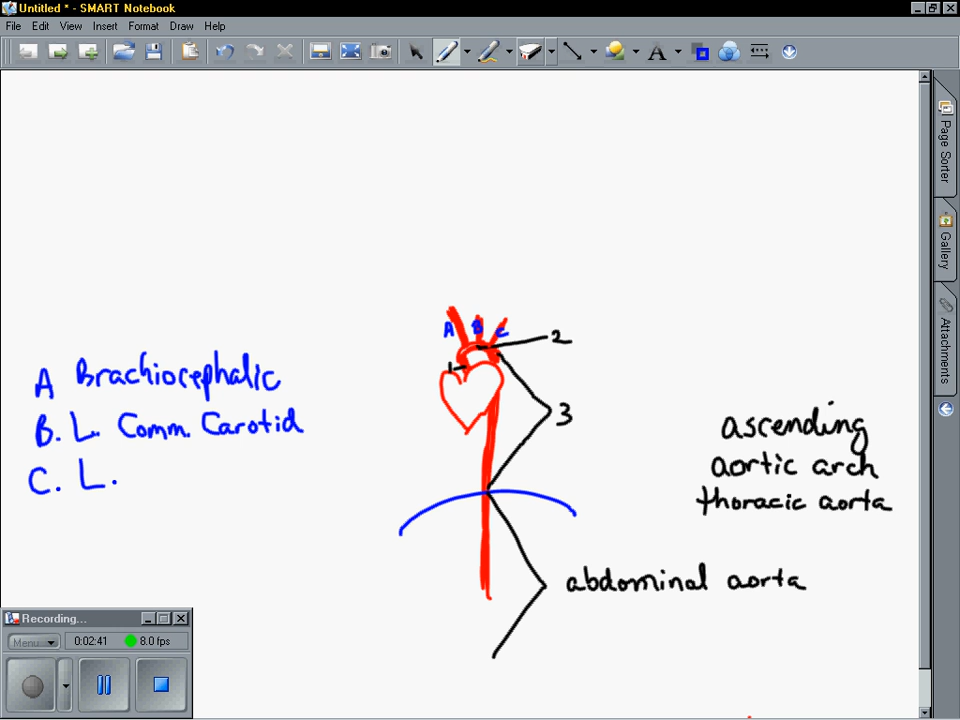 Untitled * - SMART Notebook
File Edit View Insert Format Draw Help
A
Page Sorter
Gallery
Attachments
A B C
2
1
3
A Brachiocephalic
B. L. Comm. Carotid
C. L.
ascending
aortic arch
thoracic aorta
abdominal aorta
Recording...
Menu 0:02:41 8.0 fps